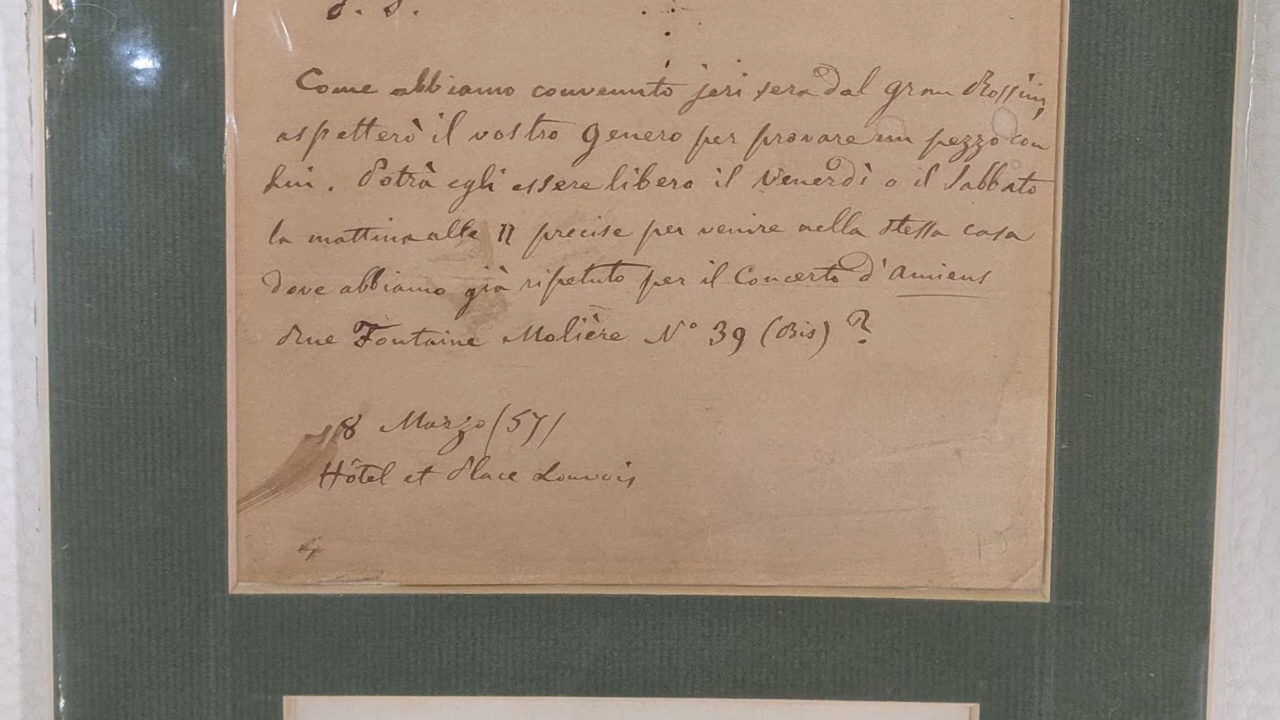 Come abbiamo convenuto jeri sera dal gran Rossini,
aspetterò il vostro Genero per provare un pezzo con
lui. Potrà egli essere libero il Venerdì o il Sabbato
la mattina alle 11 precise per venire nella stessa casa
dove abbiamo già ripetuto per il Concerto d'Amiens
Rue Fontaine Molière N° 39 (Bis) ?
18 Marzo/57/
Hôtel et Place Louvois